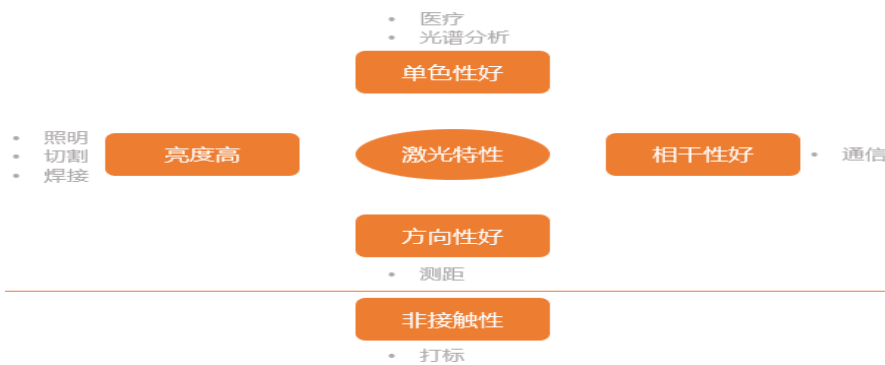 • 医疗
• 光谱分析
单色性好
• 照明
• 切割
• 焊接
亮度高
激光特性
相干性好
• 通信
方向性好
• 测距
非接触性
• 打标